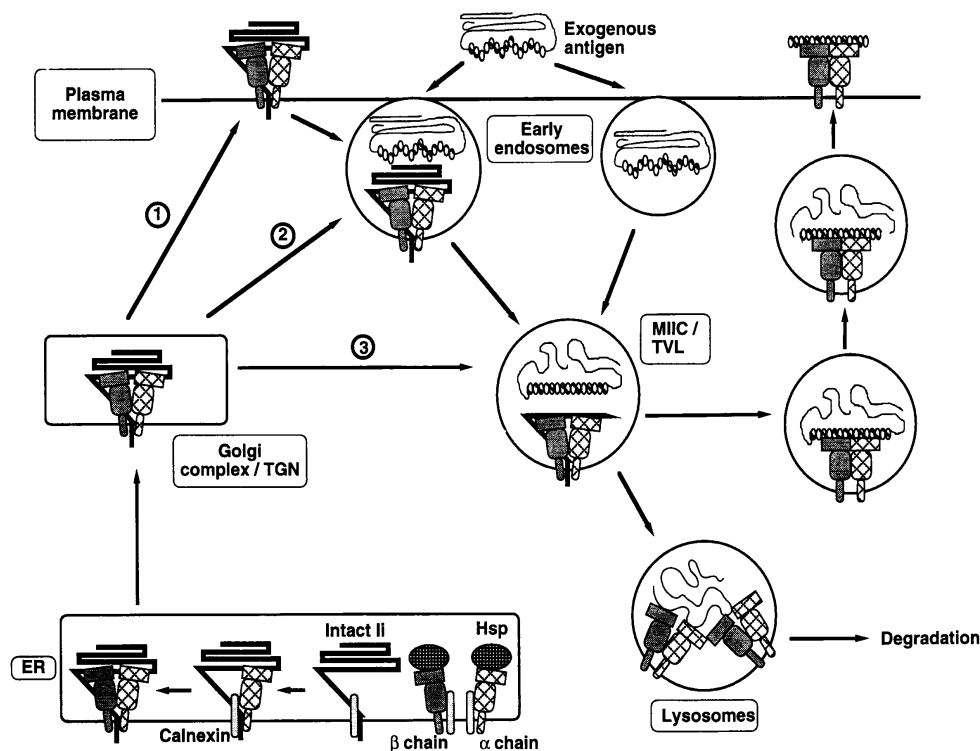 Exogenous
antigen
Plasma
membrane
Early
endosomes
1
2
3
MIIC /
TVL
Golgi
complex / TGN
Intact Ii
Hsp
ER
Calnexin
β chain
α chain
Lysosomes
Degradation